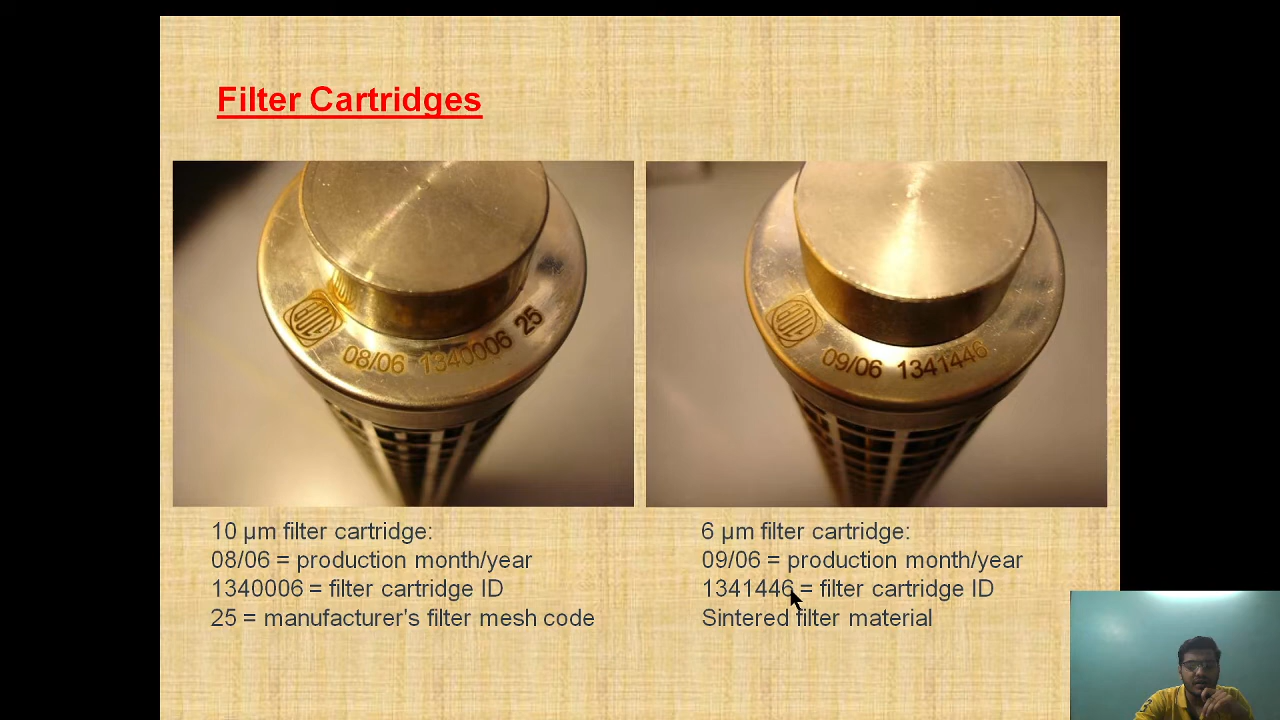 Filter Cartridges
BOLL
08/06 1340006 25
BOLL
09/06 1341446
10 µm filter cartridge:
08/06 = production month/year
1340006 = filter cartridge ID
25 = manufacturer's filter mesh code
6 µm filter cartridge:
09/06 = production month/year
1341446 = filter cartridge ID
Sintered filter material